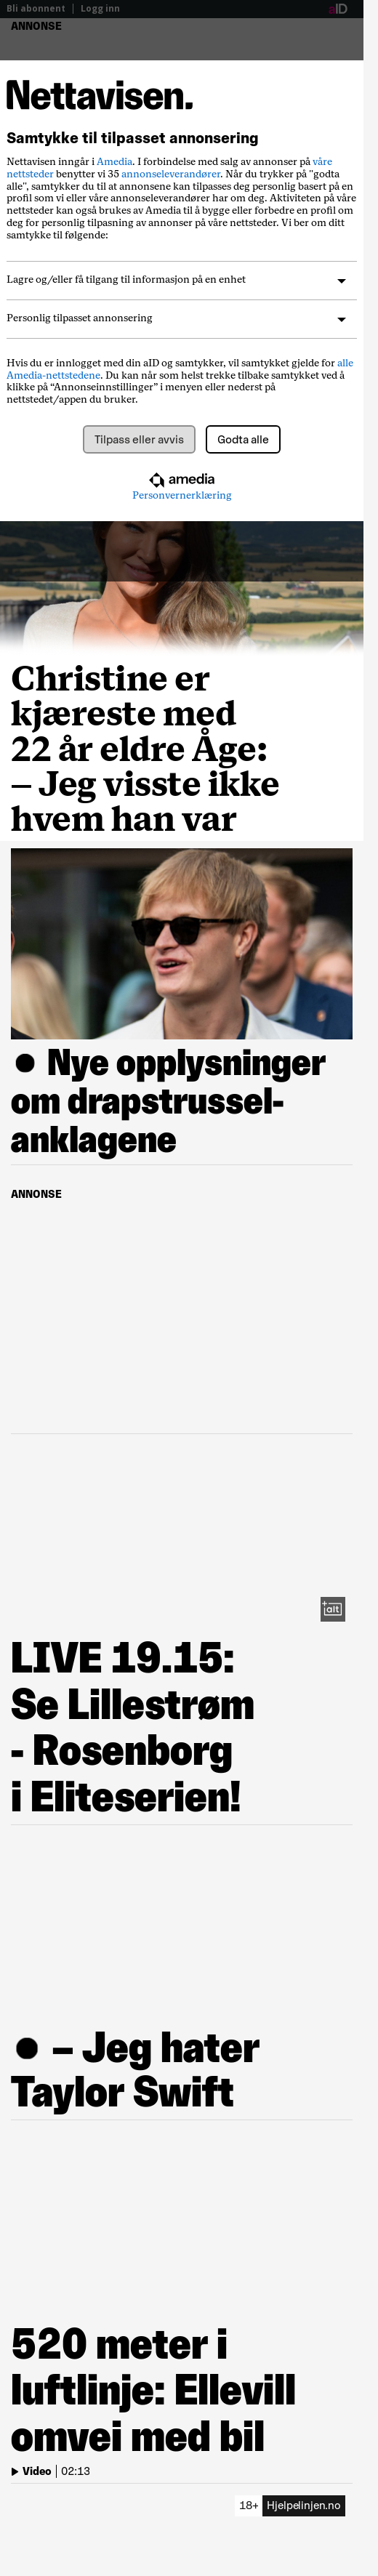 Bli abonnent | Logg inn
aID
ANNONSE
Nettavisen.
Samtykke til tilpasset annonsering
Nettavisen inngår i Amedia. I forbindelse med salg av annonser på våre
nettsteder benytter vi 35 annonseleverandører. Når du trykker på "godta
alle", samtykker du til at annonsene kan tilpasses deg personlig basert på en
profil som vi eller våre annonseleverandører har om deg. Aktiviteten på våre
nettsteder kan også brukes av Amedia til å bygge eller forbedre en profil om
deg for personlig tilpasning av annonser på våre nettsteder. Vi ber om ditt
samtykke til følgende:
Lagre og/eller få tilgang til informasjon på en enhet
Personlig tilpasset annonsering
Hvis du er innlogget med din aID og samtykker, vil samtykket gjelde for alle
Amedia-nettstedene. Du kan når som helst trekke tilbake samtykket ved å
klikke på “Annonseinnstillinger” i menyen eller nederst på
nettstedet/appen du bruker.
Tilpass eller avvis
Godta alle
amedia
Personvernerklæring
Christine er
kjæreste med
22 år eldre Åge:
– Jeg visste ikke
hvem han var
● Nye opplysninger
om drapstrussel-
anklagene
ANNONSE
+alt
LIVE 19.15:
Se Lillestrøm
- Rosenborg
i Eliteserien!
● – Jeg hater
Taylor Swift
520 meter i
luftlinje: Ellevill
omvei med bil
Video | 02:13
18+ Hjelpelinjen.no